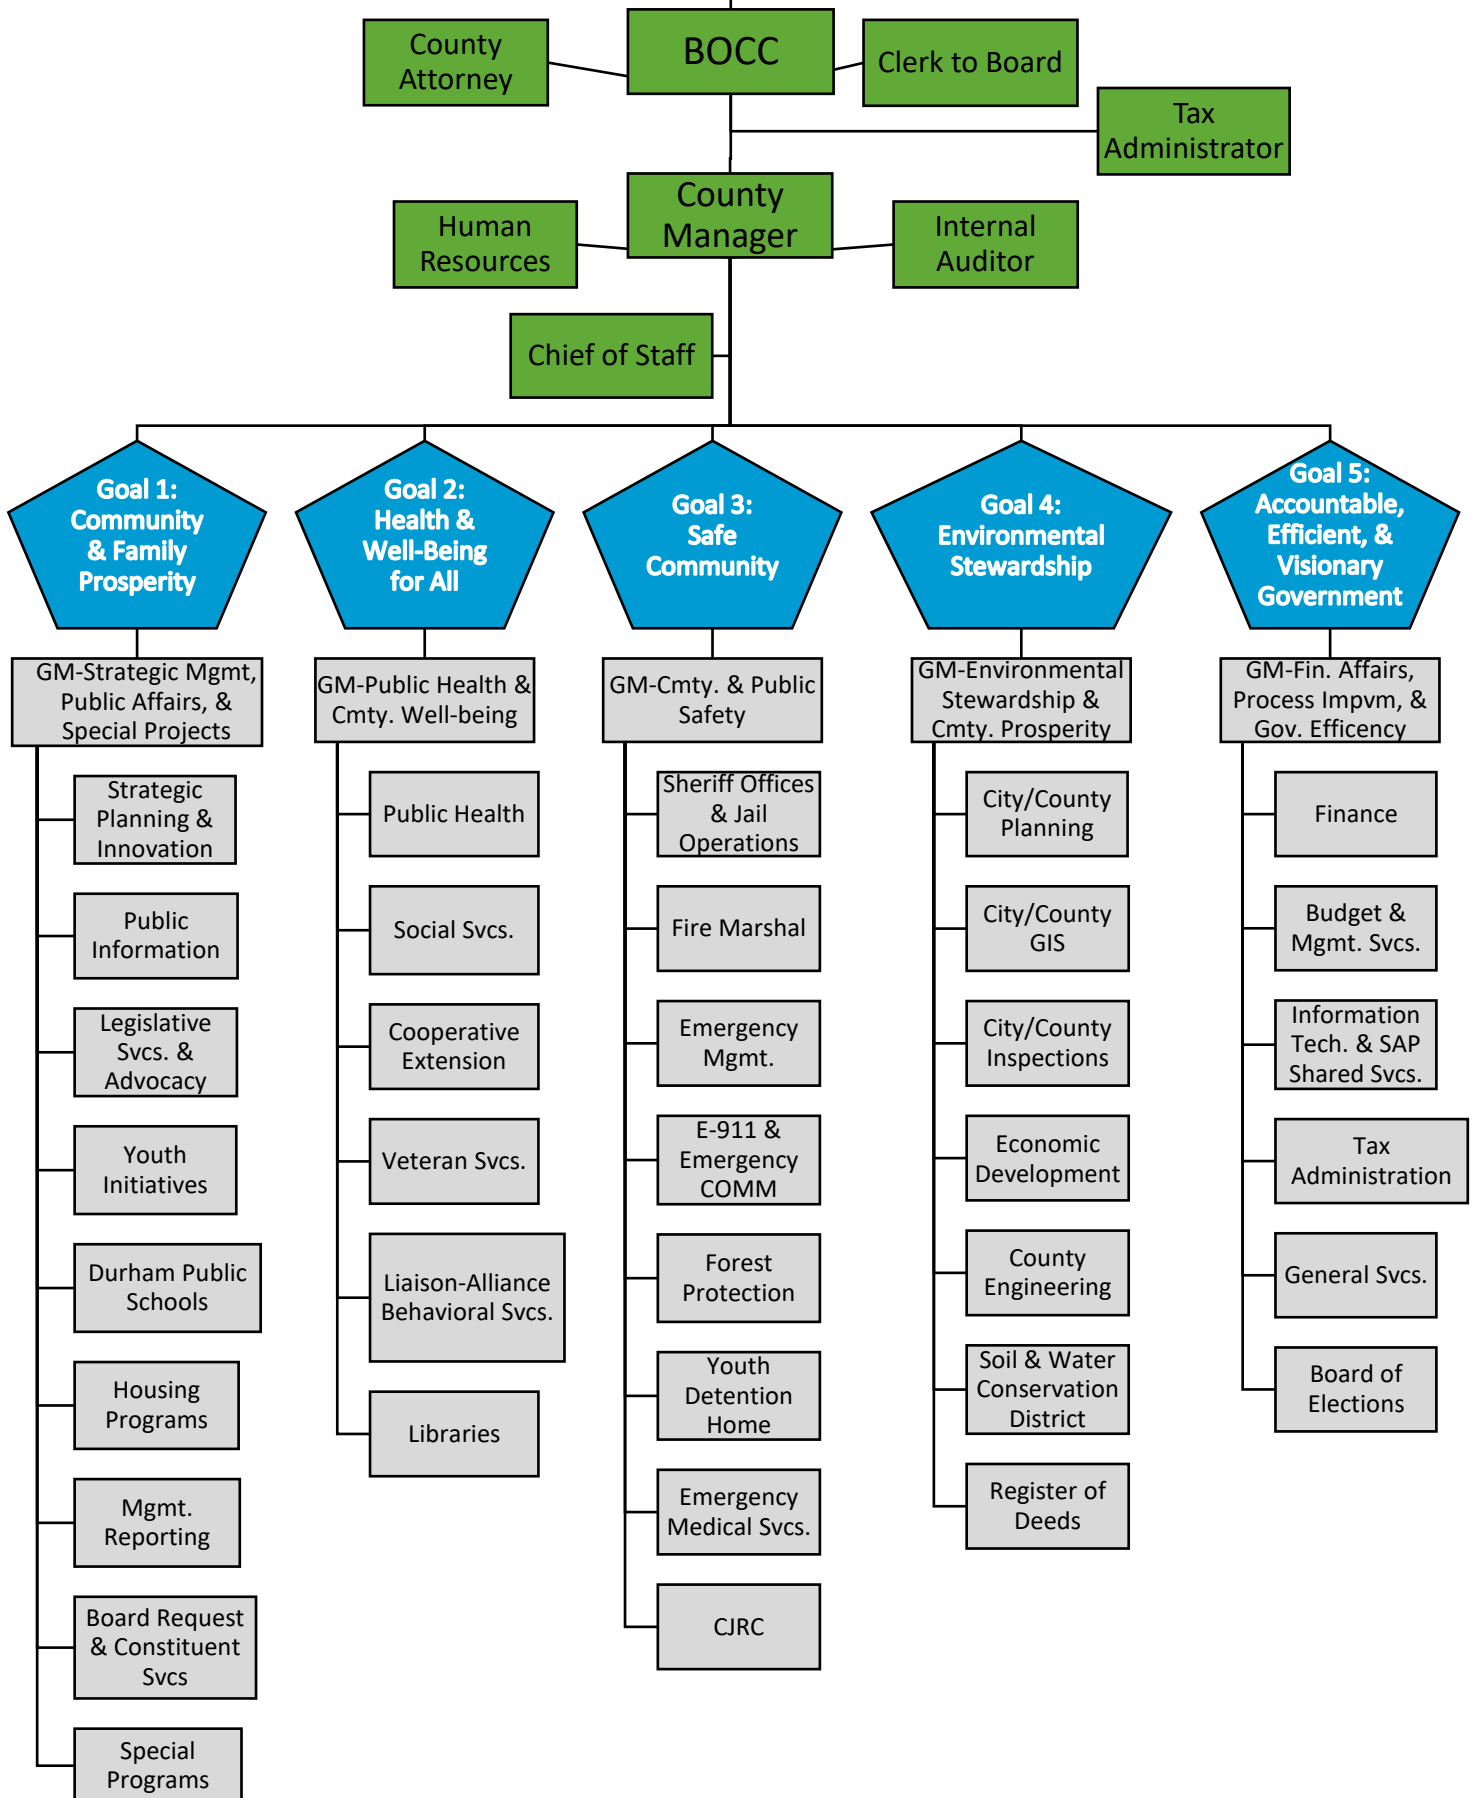 County
Attorney
BOCC
Clerk to Board
Tax
Administrator
County
Manager
Human
Resources
Internal
Auditor
Chief of Staff
Goal 1:
Community
& Family
Prosperity
Goal 2:
Health &
Well-Being
for All
Goal 3:
Safe
Community
Goal 4:
Environmental
Stewardship
Goal 5:
Accountable,
Efficient, &
Visionary
Government
GM-Strategic Mgmt,
Public Affairs, &
Special Projects
Strategic
Planning &
Innovation
Public
Information
Legislative
Svcs. &
Advocacy
Youth
Initiatives
Durham Public
Schools
Housing
Programs
Mgmt.
Reporting
Board Request
& Constituent
Svcs
Special
Programs
GM-Public Health &
Cmty. Well-being
Public Health
Social Svcs.
Cooperative
Extension
Veteran Svcs.
Liaison-Alliance
Behavioral Svcs.
Libraries
GM-Cmty. & Public
Safety
Sheriff Offices
& Jail
Operations
Fire Marshal
Emergency
Mgmt.
E-911 &
Emergency
COMM
Forest
Protection
Youth
Detention
Home
Emergency
Medical Svcs.
CJRC
GM-Environmental
Stewardship &
Cmty. Prosperity
City/County
Planning
City/County
GIS
City/County
Inspections
Economic
Development
County
Engineering
Soil & Water
Conservation
District
Register of
Deeds
GM-Fin. Affairs,
Process Impvm, &
Gov. Efficency
Finance
Budget &
Mgmt. Svcs.
Information
Tech. & SAP
Shared Svcs.
Tax
Administration
General Svcs.
Board of
Elections